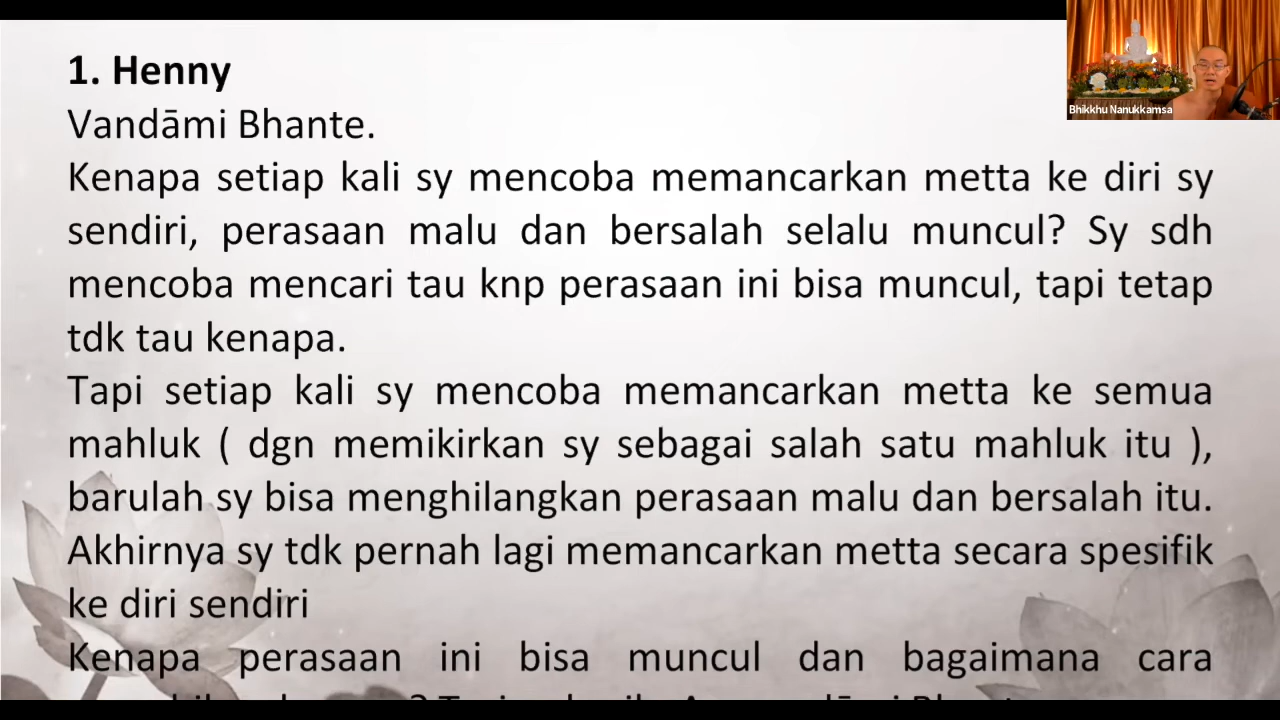 1. Henny
Vandāmi Bhante.
Kenapa setiap kali sy mencoba memancarkan metta ke diri sy
sendiri, perasaan malu dan bersalah selalu muncul? Sy sdh
mencoba mencari tau knp perasaan ini bisa muncul, tapi tetap
tdk tau kenapa.
Tapi setiap kali sy mencoba memancarkan metta ke semua
mahluk ( dgn memikirkan sy sebagai salah satu mahluk itu ),
barulah sy bisa menghilangkan perasaan malu dan bersalah itu.
Akhirnya sy tdk pernah lagi memancarkan metta secara spesifik
ke diri sendiri
Kenapa perasaan ini bisa muncul dan bagaimana cara
Bhikkhu Nanukkamsa